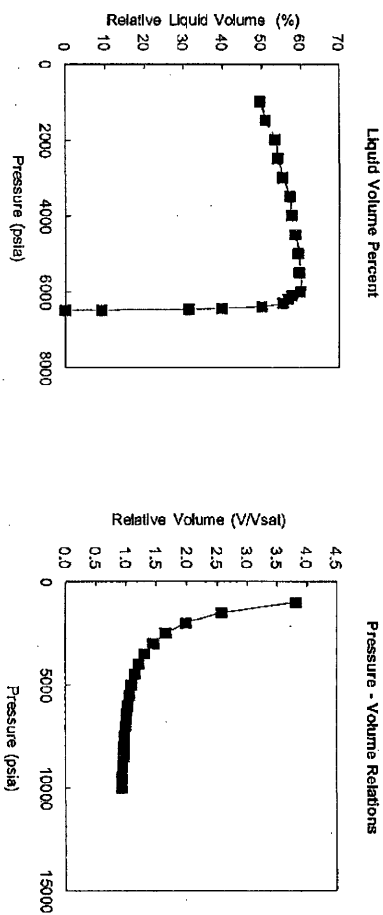 Liquid Volume Percent
Relative Liquid Volume (%)
70
60
50
40
30
20
10
0
0 2000 4000 6000 8000
Pressure (psia)
Pressure - Volume Relations
Relative Volume (V/Vsat)
4.5
4.0
3.5
3.0
2.5
2.0
1.5
1.0
0.5
0.0
0 5000 10000 15000
Pressure (psia)